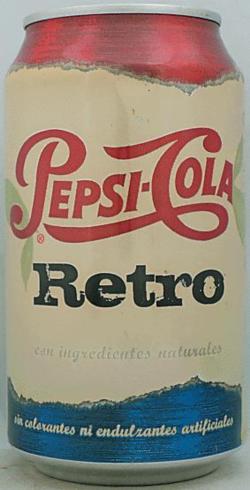 PEPSI-COLA
®
Retro
con ingredientes naturales
sin colorantes ni endulzantes artificiales